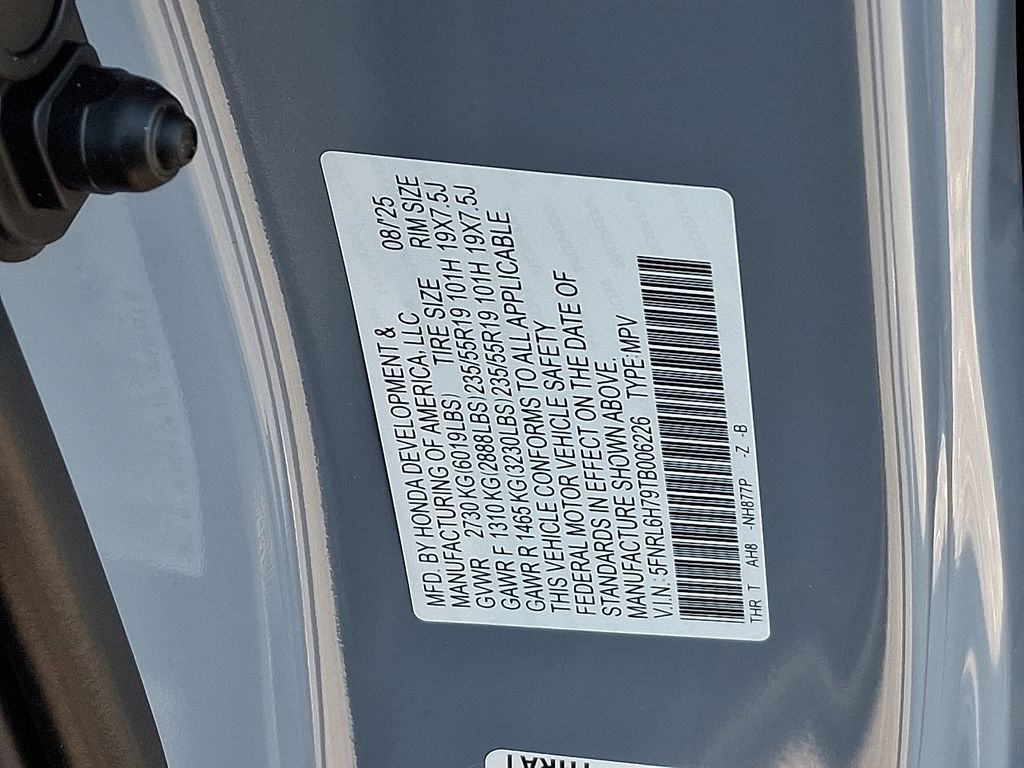 MFD. BY HONDA DEVELOPMENT & 08/'25
MANUFACTURING OF AMERICA, LLC
GVWR 2730 KG(6019LBS) TIRE SIZE RIM SIZE
GAWR F 1310 KG(2888LBS) 235/55R19 101H 19X7.5J
GAWR R 1465 KG(3230LBS) 235/55R19 101H 19X7.5J
THIS VEHICLE CONFORMS TO ALL APPLICABLE
FEDERAL MOTOR VEHICLE SAFETY
STANDARDS IN EFFECT ON THE DATE OF
MANUFACTURE SHOWN ABOVE.
V.I.N.: 5FNRL6H79TB006226 TYPE:MPV
THR T AH8 -NH877P -Z -B